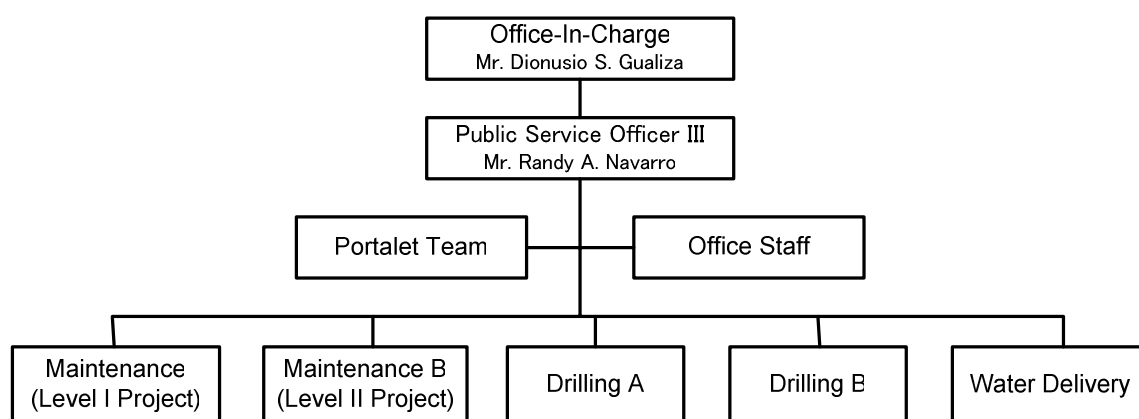 Office-In-Charge
Mr. Dionusio S. Gualiza
Public Service Officer III
Mr. Randy A. Navarro
Portalet Team
Office Staff
Maintenance
(Level I Project)
Maintenance B
(Level II Project)
Drilling A
Drilling B
Water Delivery